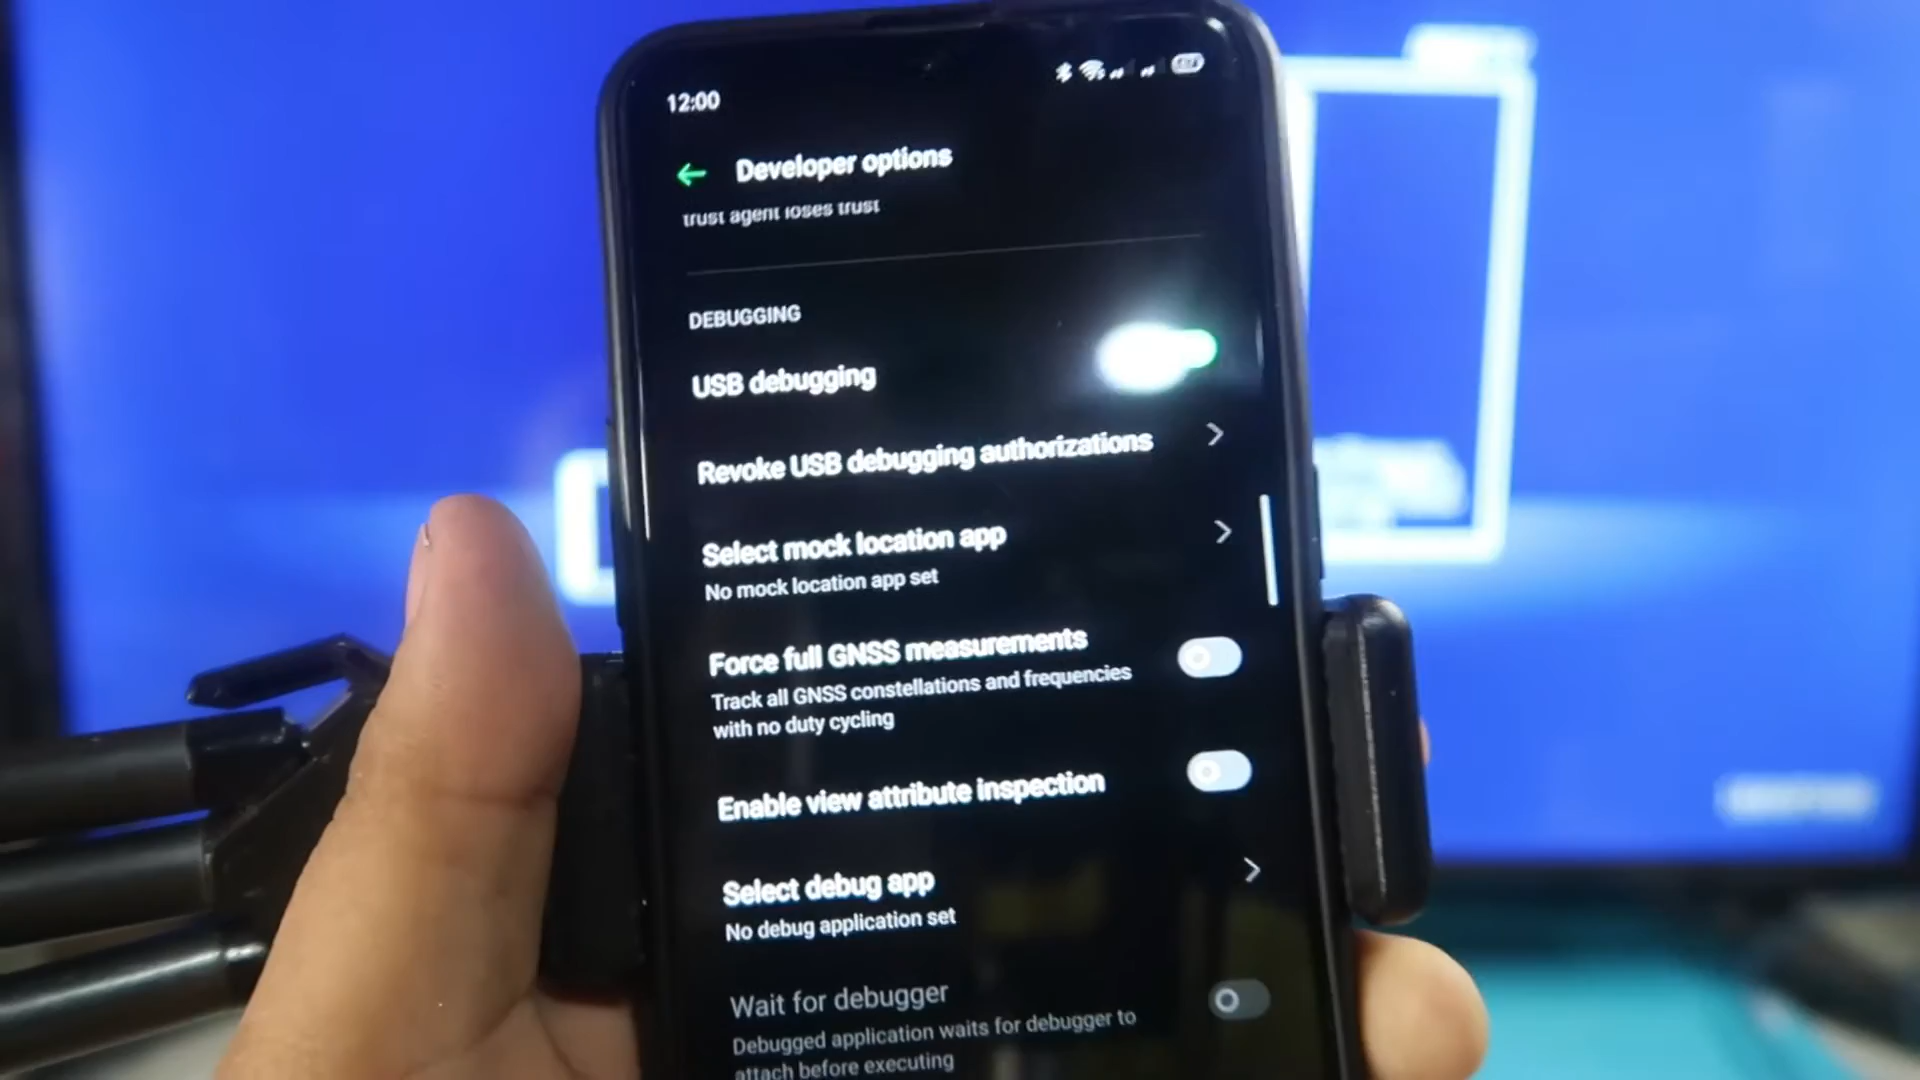 12:00
Developer options
trust agent loses trust
DEBUGGING
USB debugging
Revoke USB debugging authorizations
Select mock location app
No mock location app set
Force full GNSS measurements
Track all GNSS constellations and frequencies
with no duty cycling
Enable view attribute inspection
Select debug app
No debug application set
Wait for debugger
Debugged application waits for debugger to
attach before executing